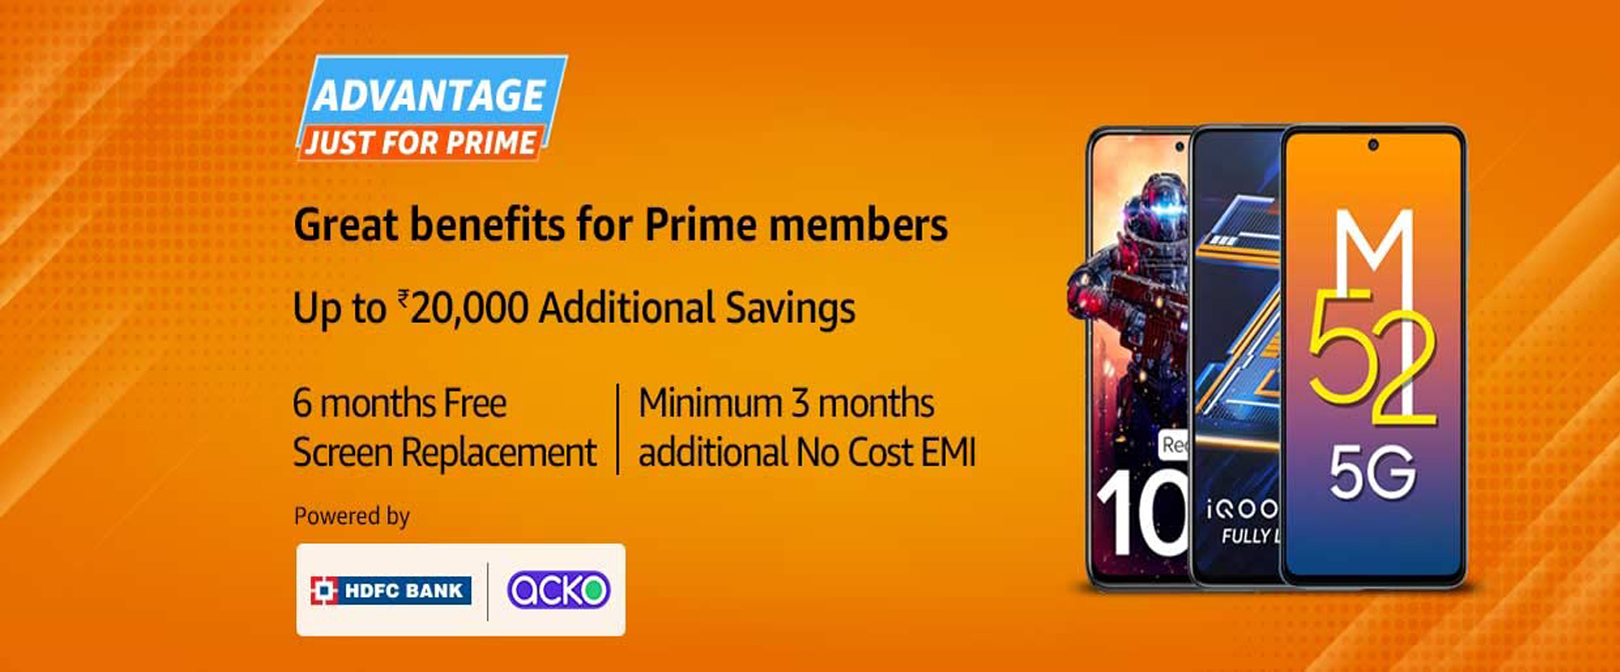 ADVANTAGE
JUST FOR PRIME
Great benefits for Prime members
Up to ₹20,000 Additional Savings
6 months Free
Screen Replacement
Minimum 3 months
additional No Cost EMI
Powered by
HDFC BANK
acko
10
iQOO
FULLY
M
52
5G